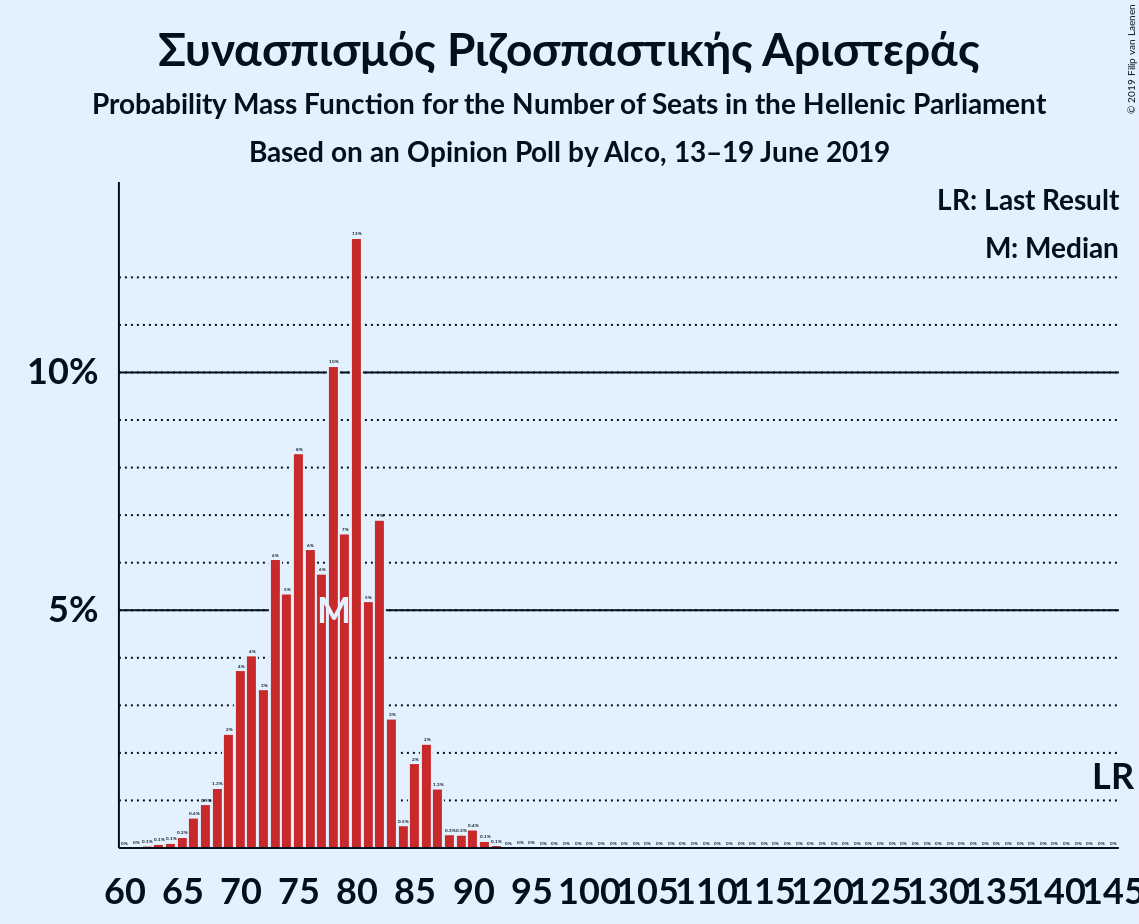 Συνασπισμός Ριζοσπαστικής Αριστεράς
Probability Mass Function for the Number of Seats in the Hellenic Parliament
Based on an Opinion Poll by Alco, 13–19 June 2019
© 2019 Filip van Laenen
LR: Last Result
M: Median
10%
5%
M
LR
60 65 70 75 80 85 90 95 100 105 110 115 120 125 130 135 140 145